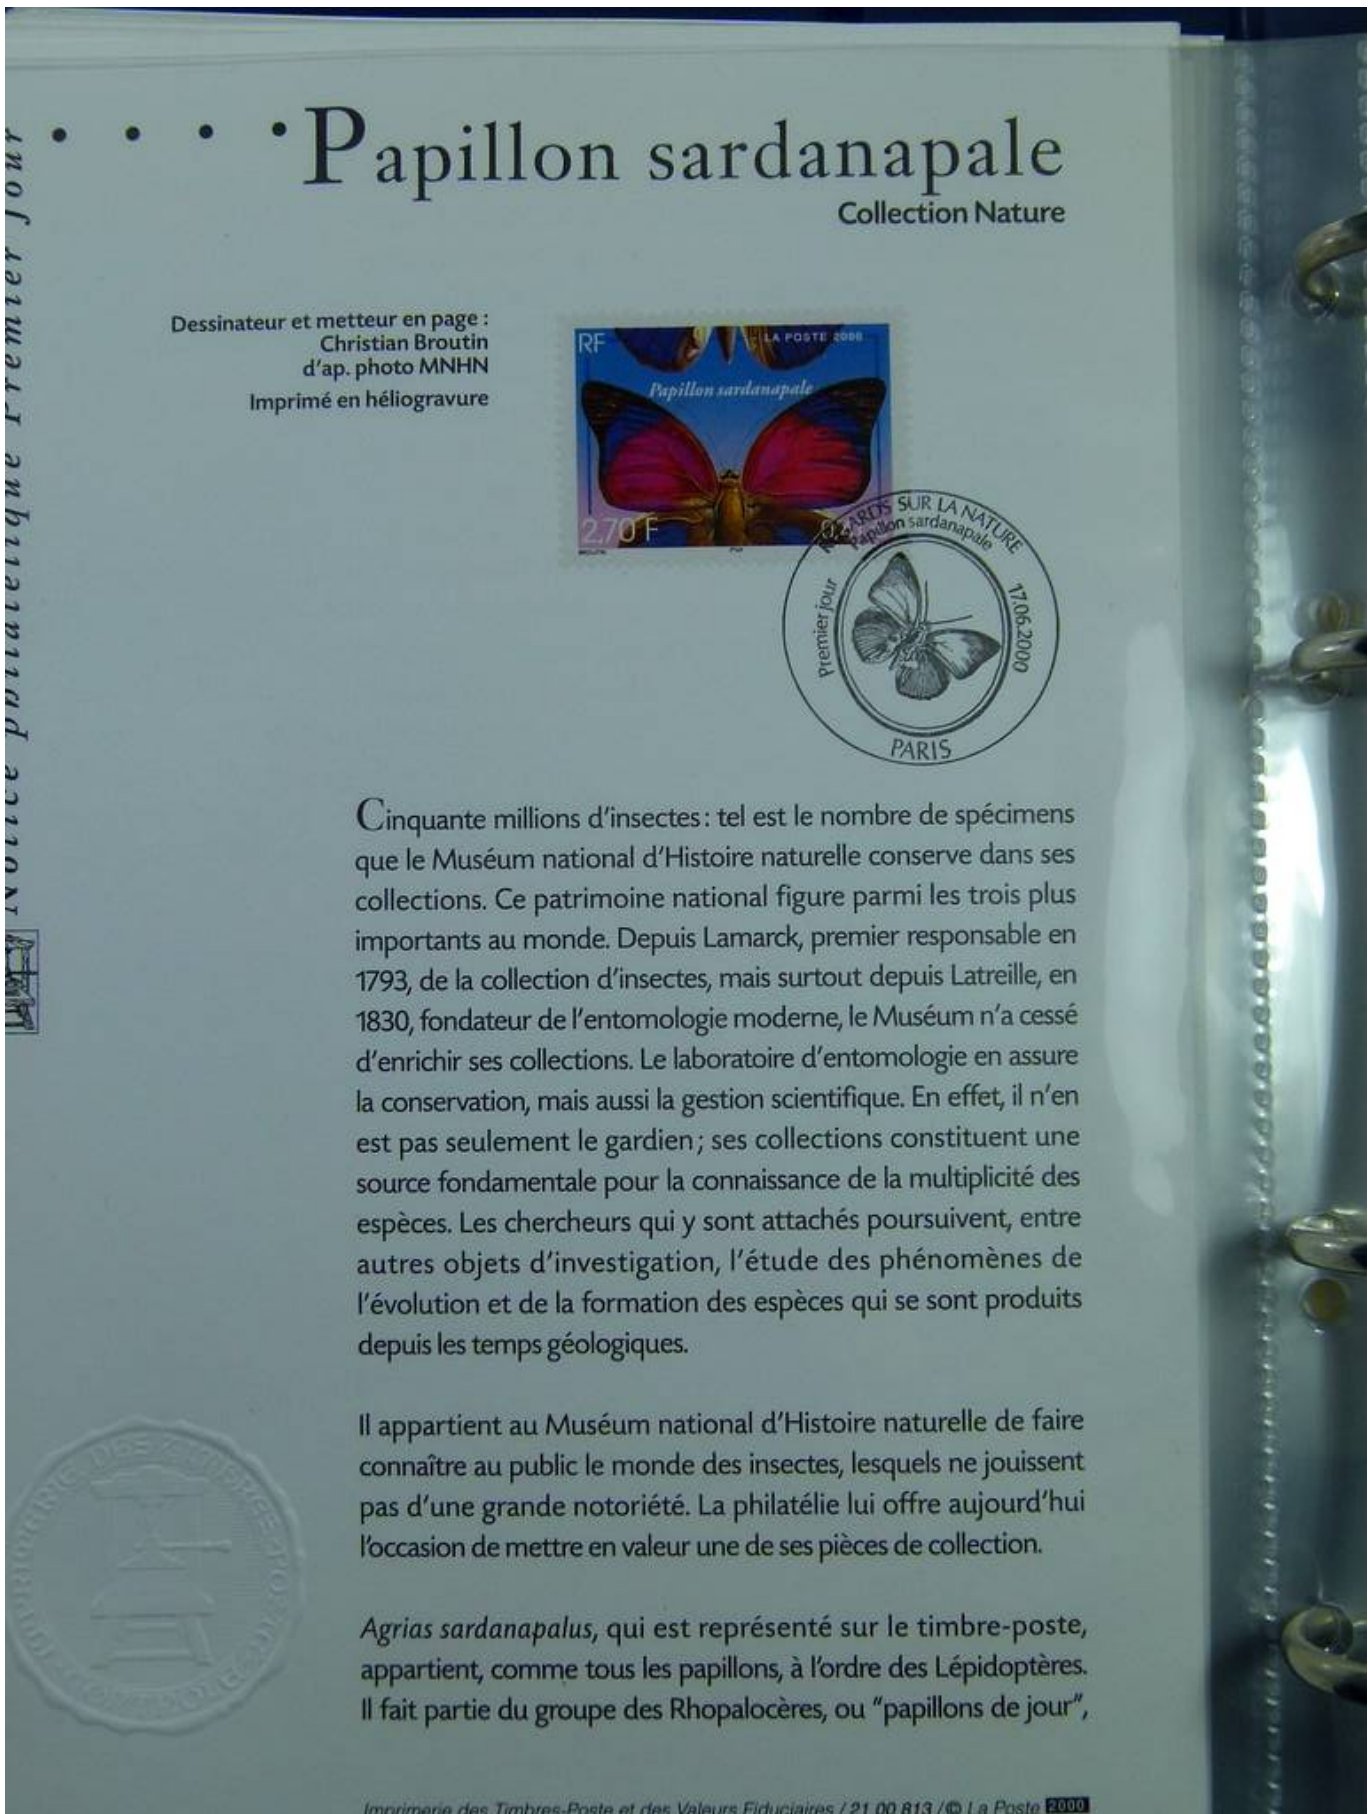 Notice philatélique Premier Jour
Papillon sardanapale
Collection Nature
Dessinateur et metteur en page :
Christian Broutin
d'ap. photo MNHN
Imprimé en héliogravure
RF
LA POSTE 2000
Papillon sardanapale
2,70 F
REGARDS SUR LA NATURE
Papillon sardanapale
Premier jour
17.06.2000
PARIS
Cinquante millions d'insectes : tel est le nombre de spécimens
que le Muséum national d'Histoire naturelle conserve dans ses
collections. Ce patrimoine national figure parmi les trois plus
importants au monde. Depuis Lamarck, premier responsable en
1793, de la collection d'insectes, mais surtout depuis Latreille, en
1830, fondateur de l'entomologie moderne, le Muséum n'a cessé
d'enrichir ses collections. Le laboratoire d'entomologie en assure
la conservation, mais aussi la gestion scientifique. En effet, il n'en
est pas seulement le gardien ; ses collections constituent une
source fondamentale pour la connaissance de la multiplicité des
espèces. Les chercheurs qui y sont attachés poursuivent, entre
autres objets d'investigation, l'étude des phénomènes de
l'évolution et de la formation des espèces qui se sont produits
depuis les temps géologiques.
Il appartient au Muséum national d'Histoire naturelle de faire
connaître au public le monde des insectes, lesquels ne jouissent
pas d'une grande notoriété. La philatélie lui offre aujourd'hui
l'occasion de mettre en valeur une de ses pièces de collection.
Agrias sardanapalus, qui est représenté sur le timbre-poste,
appartient, comme tous les papillons, à l'ordre des Lépidoptères.
Il fait partie du groupe des Rhopalocères, ou "papillons de jour",
Imprimerie des Timbres-Poste et des Valeurs Fiduciaires / 21 00 813 / © La Poste 2000